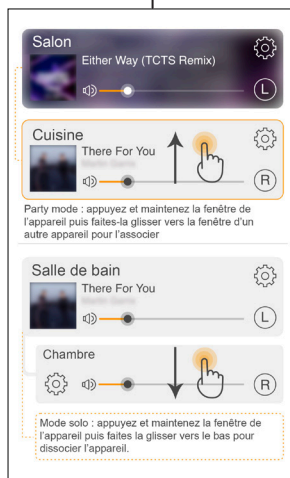 Salon
Either Way (TCTS Remix)
L
Cuisine
There For You
R
Party mode : appuyez et maintenez la fenêtre de
l'appareil puis faites-la glisser vers la fenêtre d'un
autre appareil pour l'associer
Salle de bain
There For You
L
Chambre
R
Mode solo : appuyez et maintenez la fenêtre de
l'appareil puis faites la glisser vers le bas pour
dissocier l'appareil.